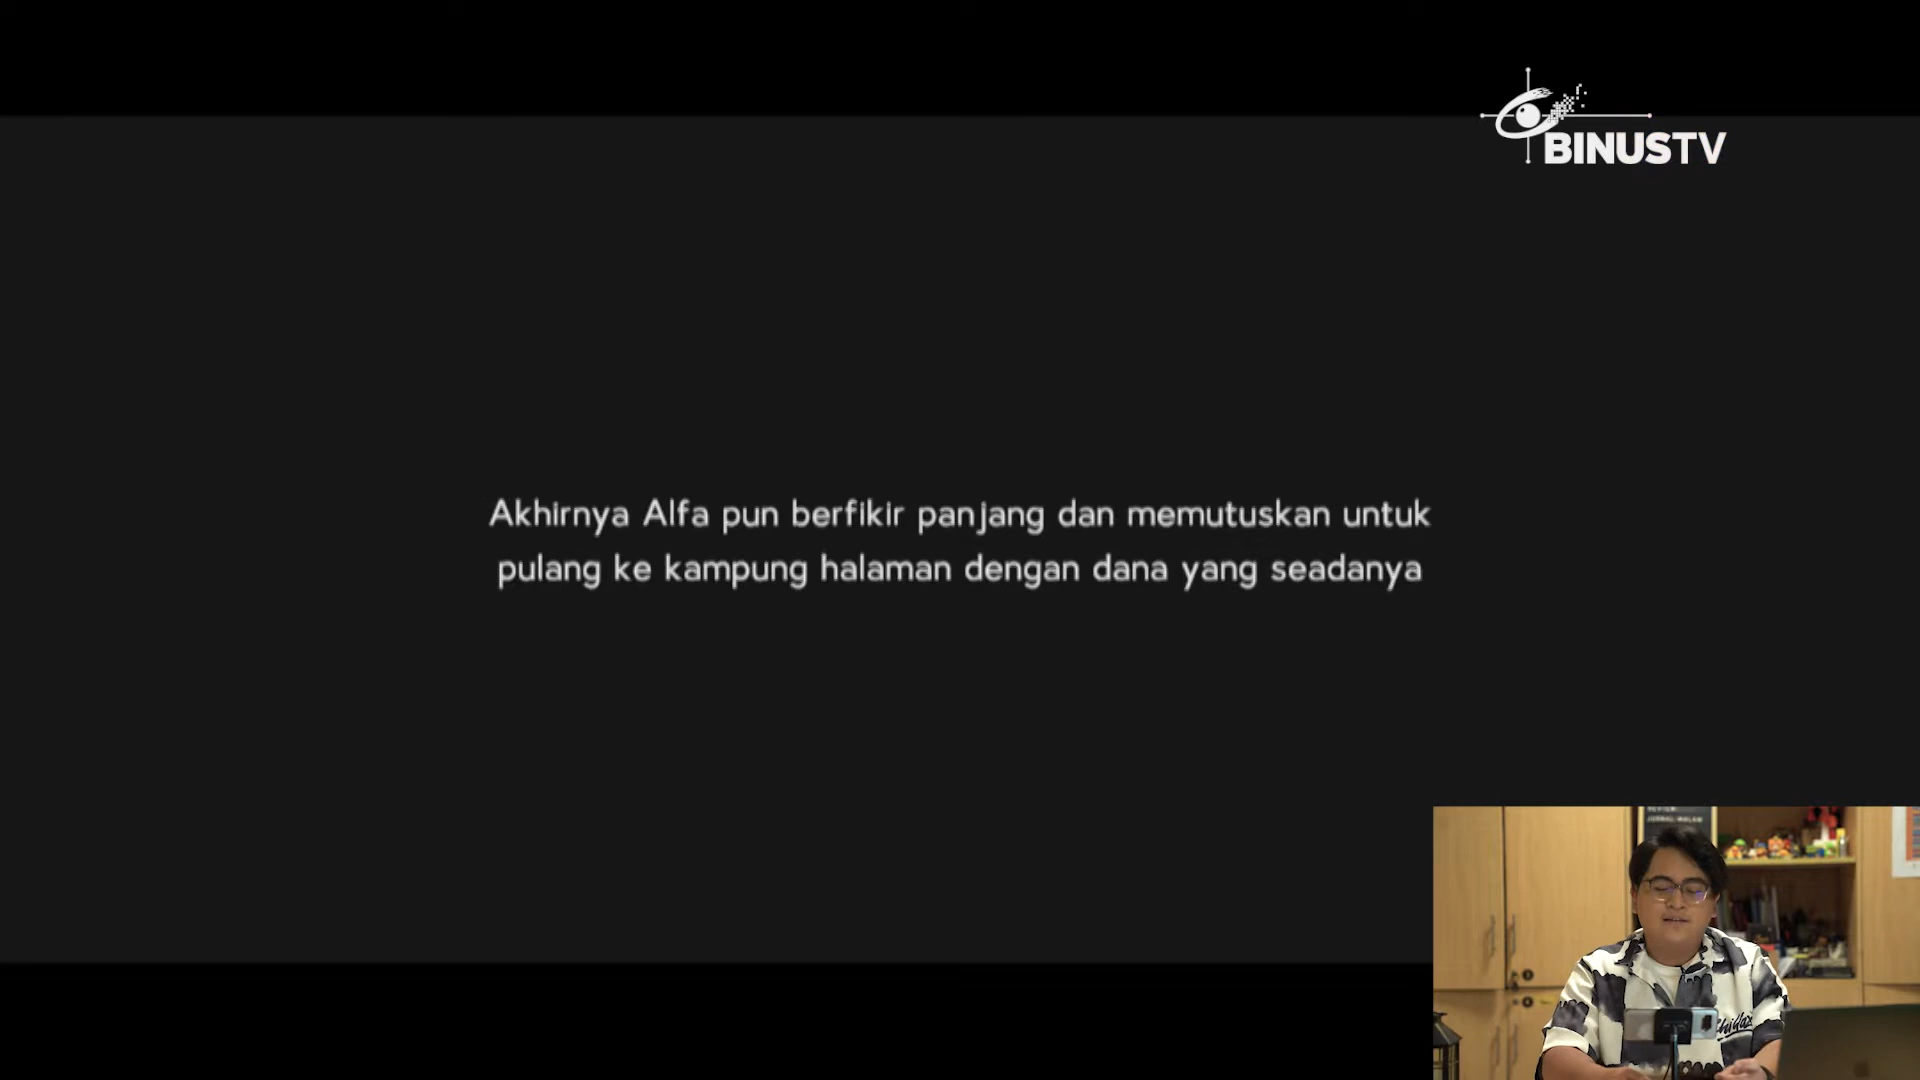 BINUSTV
Akhirnya Alfa pun berfikir panjang dan memutuskan untuk
pulang ke kampung halaman dengan dana yang seadanya